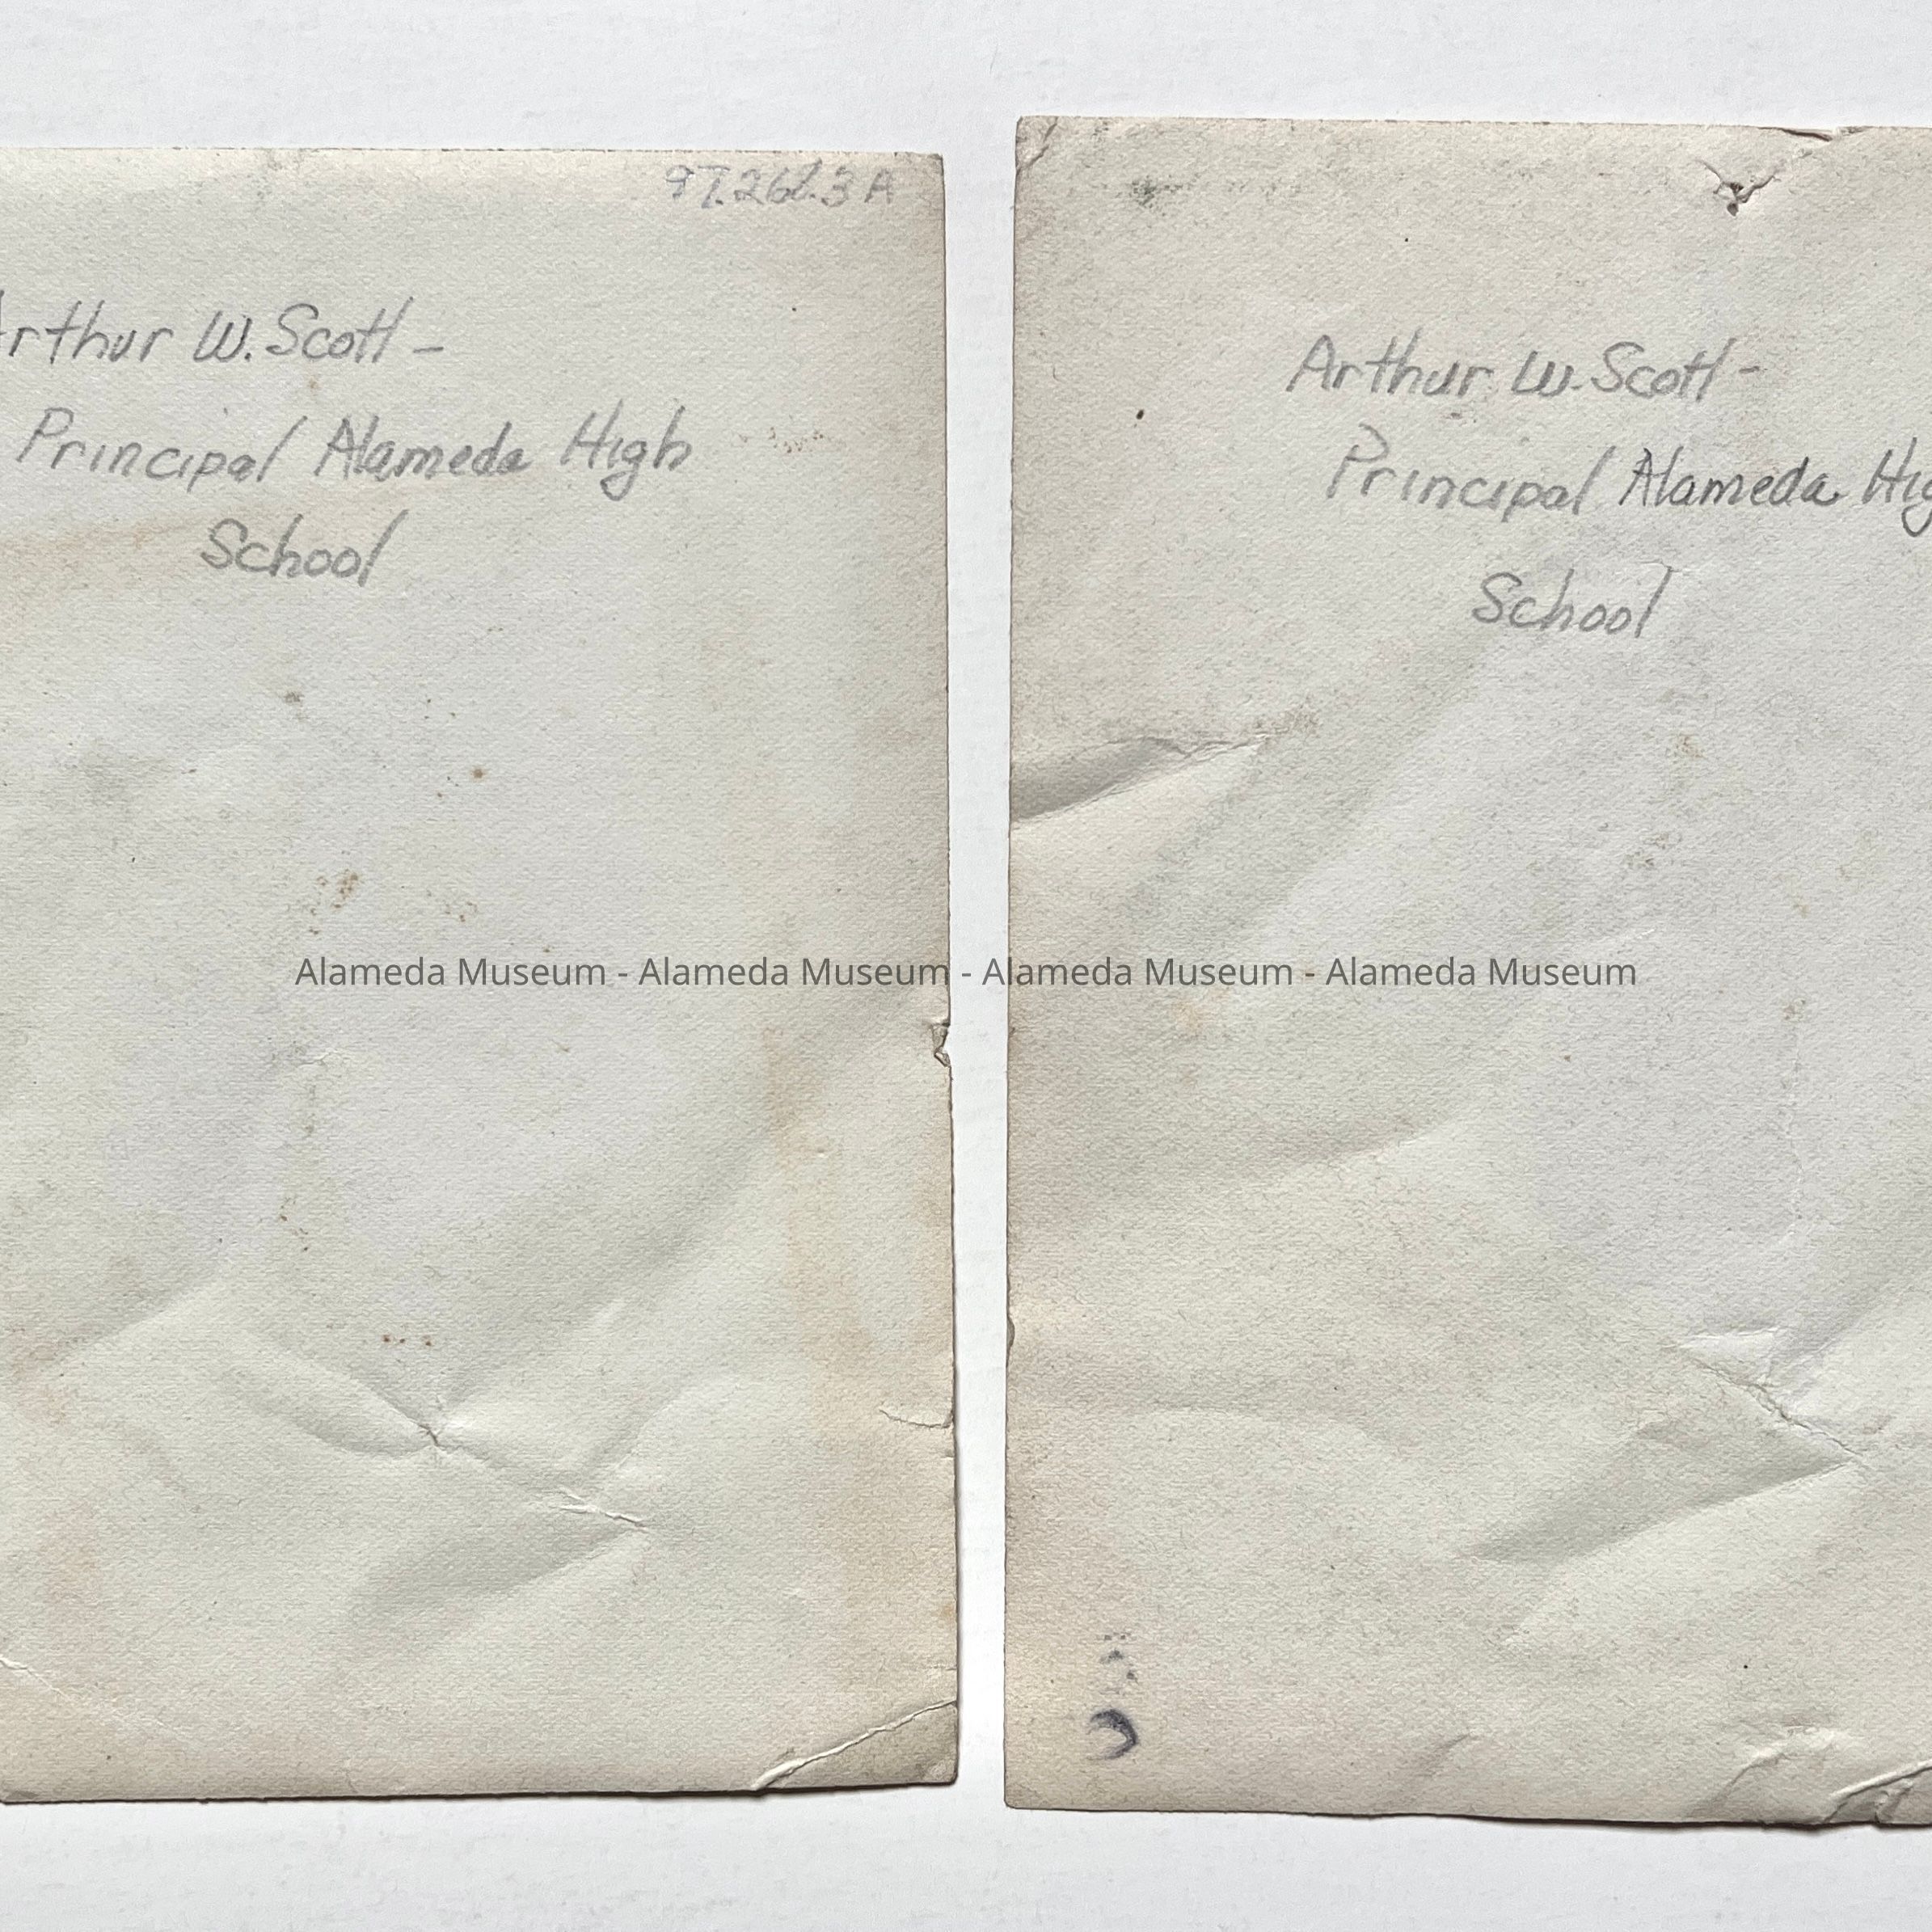 97.262.3 A
Arthur W. Scott -
Principal Alameda High
School
Arthur W. Scott -
Principal Alameda Hig
School
Alameda Museum - Alameda Museum - Alameda Museum - Alameda Museum